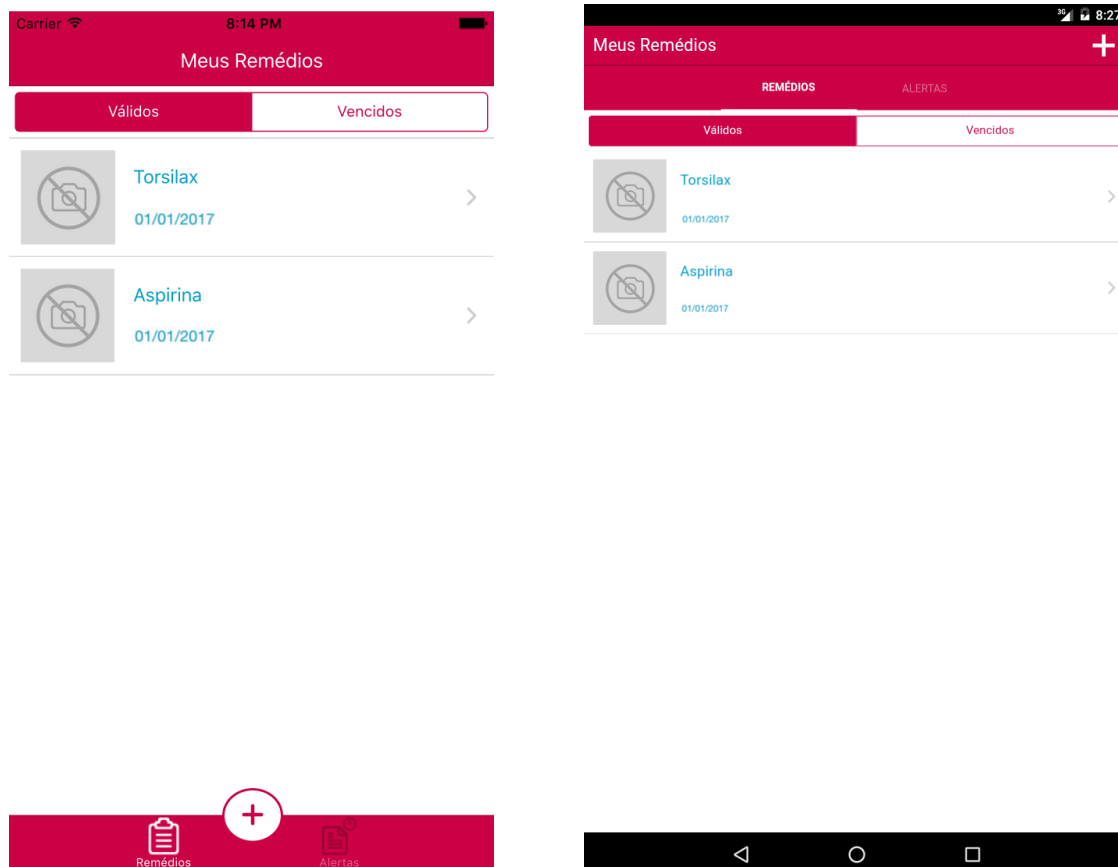 Carrier 8:14 PM
Meus Remédios
Válidos Vencidos
Torsilax
01/01/2017
Aspirina
01/01/2017
+
Remédios Alertas
3G 8:27
Meus Remédios +
REMÉDIOS ALERTAS
Válidos Vencidos
Torsilax
01/01/2017
Aspirina
01/01/2017